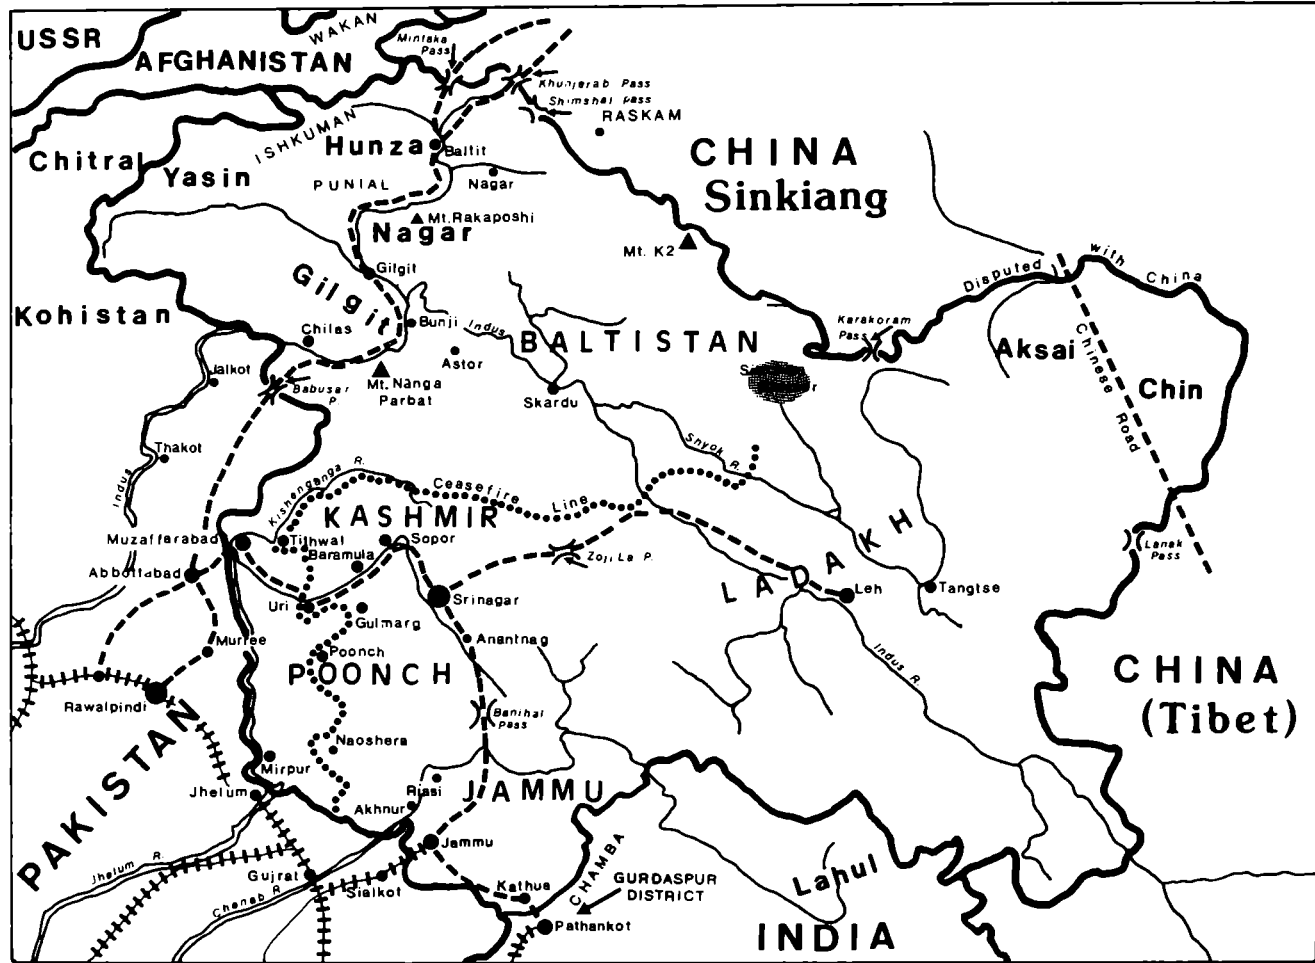 USSR
WAKAN
AFGHANISTAN
Mintaka
Pass
Khunjerab Pass
Shimshal pass
RASKAM
ISHKUMAN
Hunza
Baltit
Chitral
Yasin
PUNIAL
Nagar
CHINA
Sinkiang
Mt. Rakaposhi
Nagar
Mt. K2
Gilgit
Gilgit
Disputed
with
China
Kohistan
Chilas
Bunji
Indus
BALTISTAN
Karakoram
Pass
Aksai
Chin
Chinese
Road
Astor
Jalkot
Babusar
P.
Mt. Nanga
Parbat
Skardu
Thakot
Indus
Shyok R.
Kishenganga R.
Ceasefire
Line
KASHMIR
Muzaffarabad
Tithwal
Sopor
Baramula
Zoji La P.
Lanak
Pass
Abbottabad
LADAKH
Leh
Tangtse
Uri
Srinagar
Gulmarg
Murree
Anantnag
Poonch
POONCH
Indus R.
CHINA
(Tibet)
Rawalpindi
Banihal
Pass
PAKISTAN
Naoshera
Mirpur
Jhelum
Riasi
JAMMU
Akhnur
Jammu
Jhelum R.
Gujrat
Sialkot
Chenab R.
Kathua
CHAMBA
GURDASPUR
DISTRICT
Lahul
Pathankot
INDIA